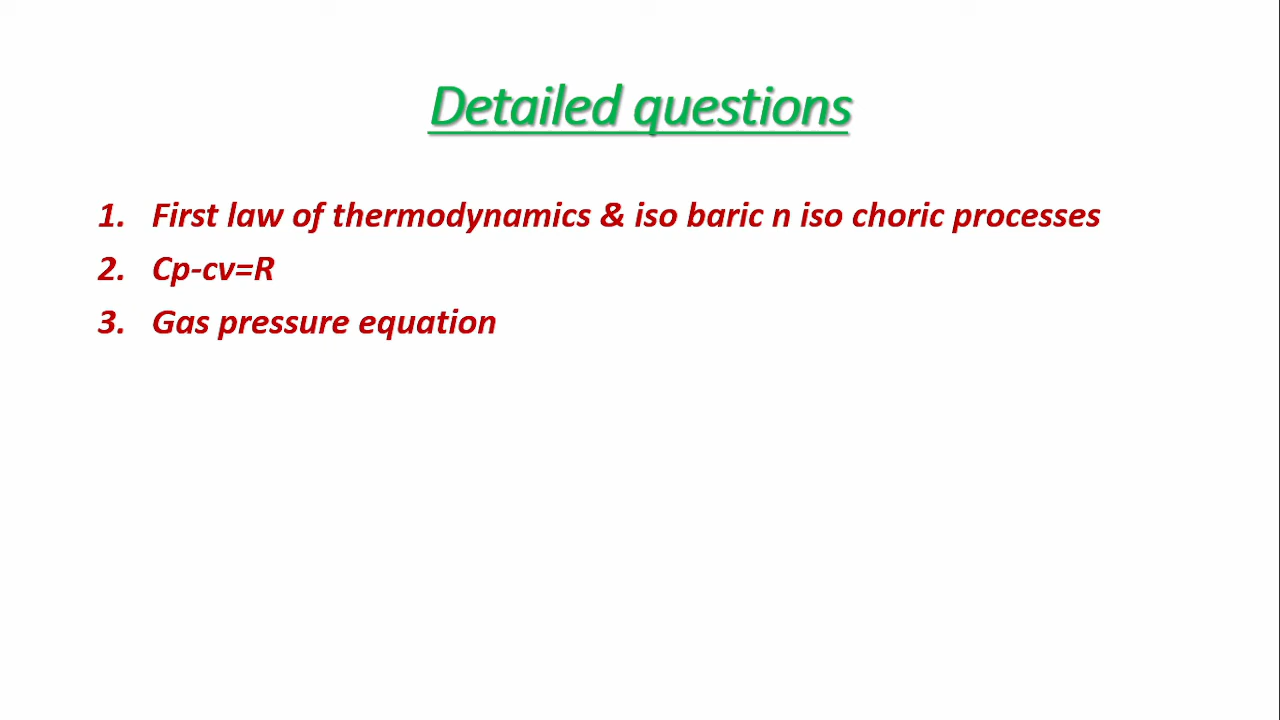 Detailed questions
1. First law of thermodynamics & iso baric n iso choric processes
2. Cp-cv=R
3. Gas pressure equation